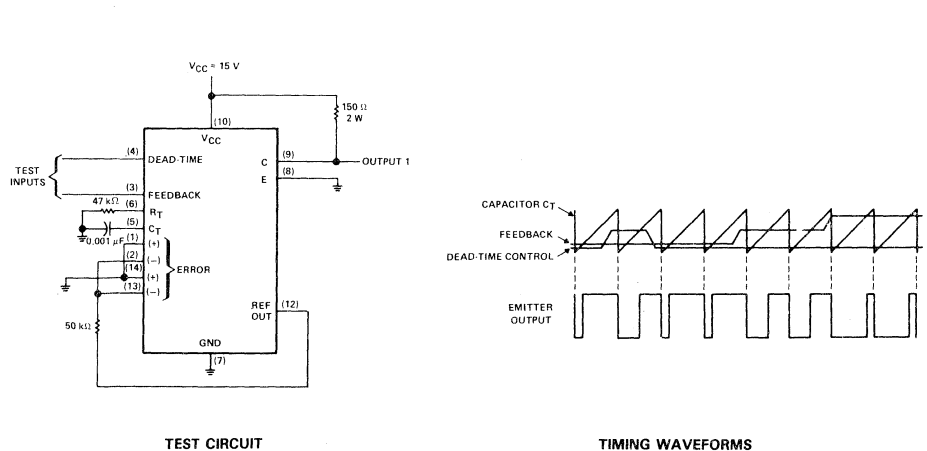 VCC = 15 V
150 Ω
2 W
(10)
VCC
(4)
DEAD-TIME
TEST
INPUTS
(3)
FEEDBACK
47 kΩ
(6)
RT
(5)
CT
0.001 µF
(1)
(+)
(2)
(−)
(14)
(+)
(13)
(−)
ERROR
C
(9)
OUTPUT 1
E
(8)
REF
OUT
(12)
50 kΩ
GND
(7)
TEST CIRCUIT
CAPACITOR CT
FEEDBACK
DEAD-TIME CONTROL
EMITTER
OUTPUT
TIMING WAVEFORMS